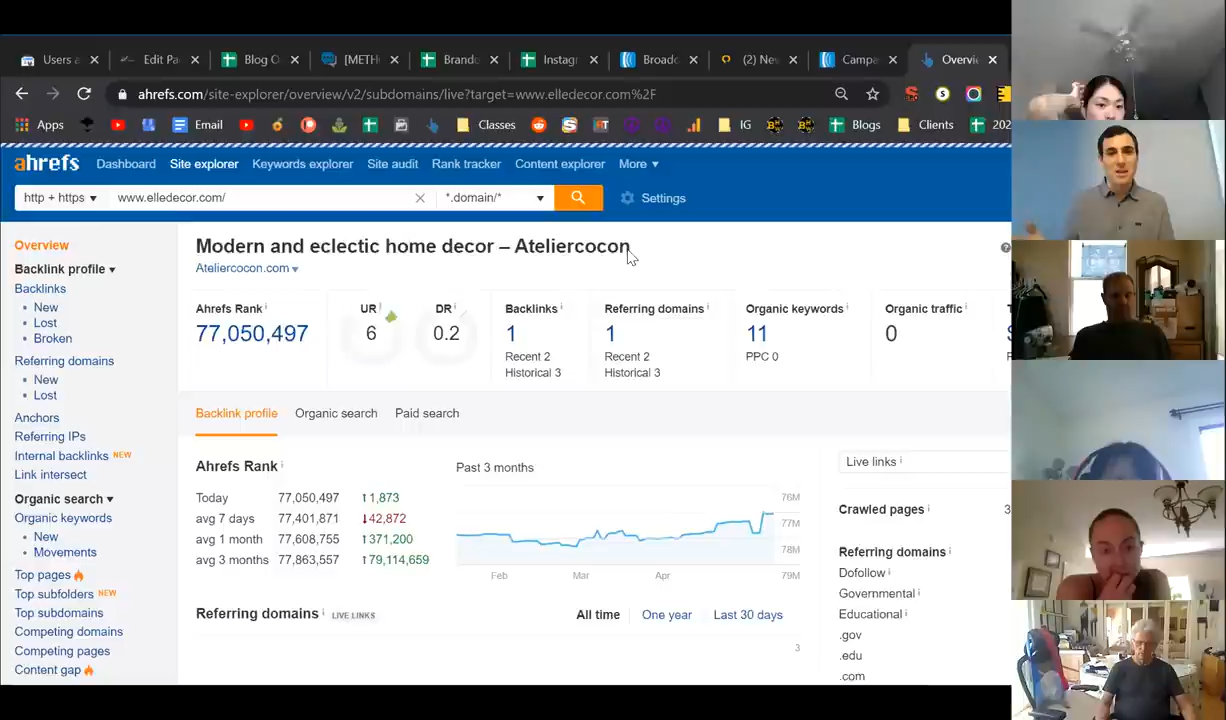 Users a
Edit Pa
Blog O
[METH
Brando
Instag
Broadc
(2) Nev
Campa
Overvie
ahrefs.com/site-explorer/overview/v2/subdomains/live?target=www.elledecor.com%2F
Apps
Email
Classes
IG
Blogs
Clients
202
ahrefs
Dashboard
Site explorer
Keywords explorer
Site audit
Rank tracker
Content explorer
More
http + https
www.elledecor.com/
*.domain/*
Settings
Overview
Backlink profile
Backlinks
New
Lost
Broken
Referring domains
New
Lost
Anchors
Referring IPs
Internal backlinks NEW
Link intersect
Organic search
Organic keywords
New
Movements
Top pages
Top subfolders NEW
Top subdomains
Competing domains
Competing pages
Content gap
Modern and eclectic home decor – Ateliercocon
Ateliercocon.com
Ahrefs Rank
77,050,497
UR
6
DR
0.2
Backlinks
1
Recent 2
Historical 3
Referring domains
1
Recent 2
Historical 3
Organic keywords
11
PPC 0
Organic traffic
0
Backlink profile
Organic search
Paid search
Ahrefs Rank
Today 77,050,497 ↑1,873
avg 7 days 77,401,871 ↓42,872
avg 1 month 77,608,755 ↑371,200
avg 3 months 77,863,557 ↑79,114,659
Past 3 months
76M
77M
78M
79M
Feb
Mar
Apr
Referring domains LIVE LINKS
All time
One year
Last 30 days
3
Live links
Crawled pages 3
Referring domains
Dofollow
Governmental
Educational
.gov
.edu
.com